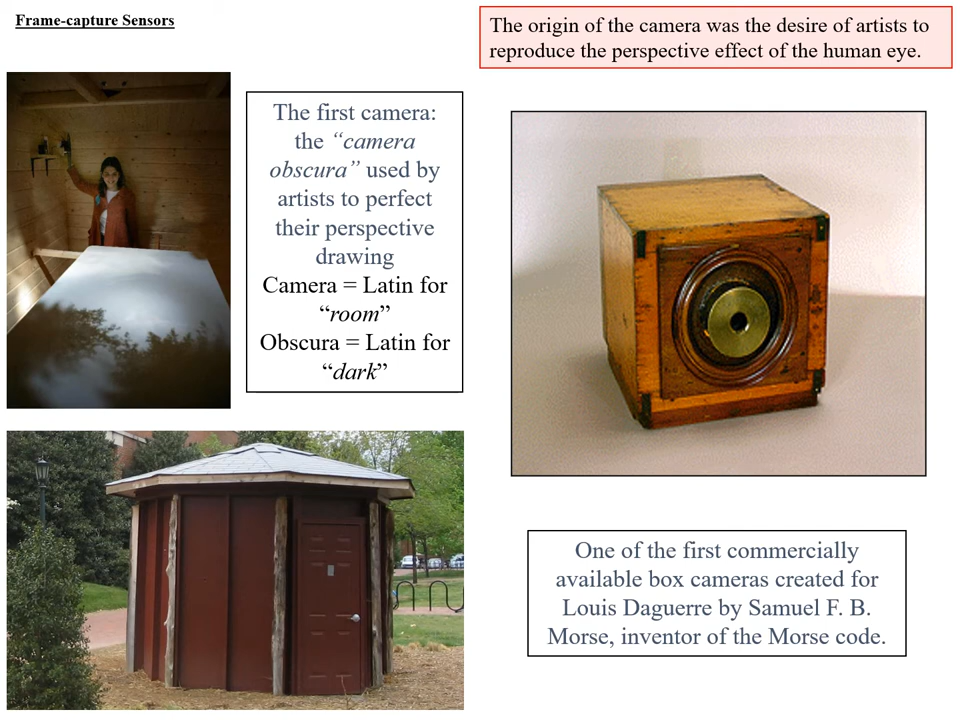 Frame-capture Sensors
The origin of the camera was the desire of artists to
reproduce the perspective effect of the human eye.
The first camera:
the “camera
obscura” used by
artists to perfect
their perspective
drawing
Camera = Latin for
“room”
Obscura = Latin for
“dark”
One of the first commercially
available box cameras created for
Louis Daguerre by Samuel F. B.
Morse, inventor of the Morse code.